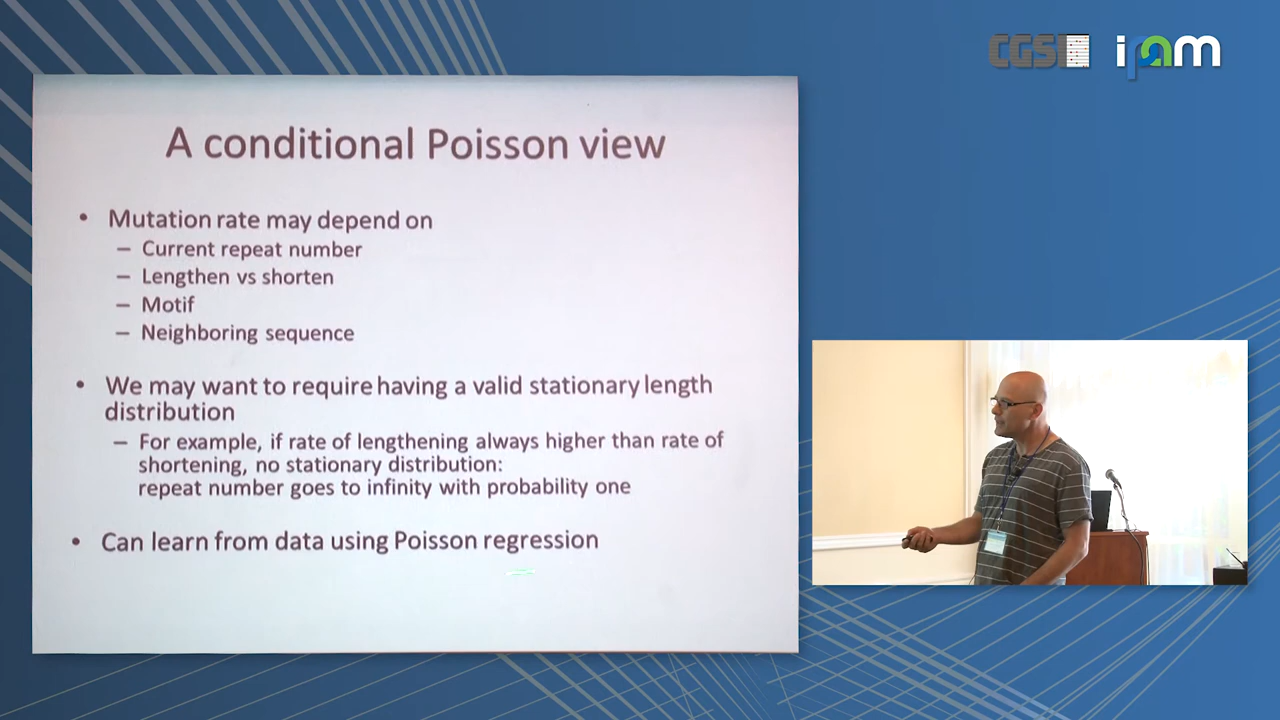 CGSI
ipam
A conditional Poisson view
• Mutation rate may depend on
– Current repeat number
– Lengthen vs shorten
– Motif
– Neighboring sequence
• We may want to require having a valid stationary length
distribution
– For example, if rate of lengthening always higher than rate of
shortening, no stationary distribution:
repeat number goes to infinity with probability one
• Can learn from data using Poisson regression